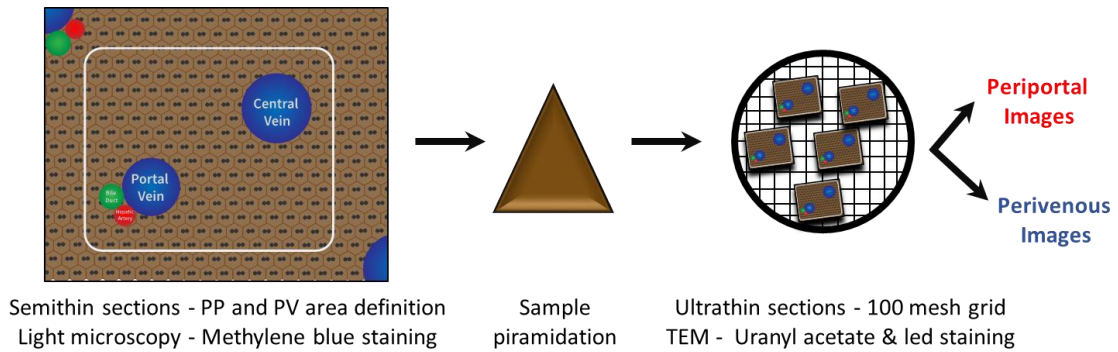 Central
Vein
Portal
Vein
Bile
Duct
Hepatic
Artery
Periportal
Images
Perivenous
Images
Semithin sections - PP and PV area definition
Light microscopy - Methylene blue staining
Sample
piramidation
Ultrathin sections - 100 mesh grid
TEM -  Uranyl acetate & led staining